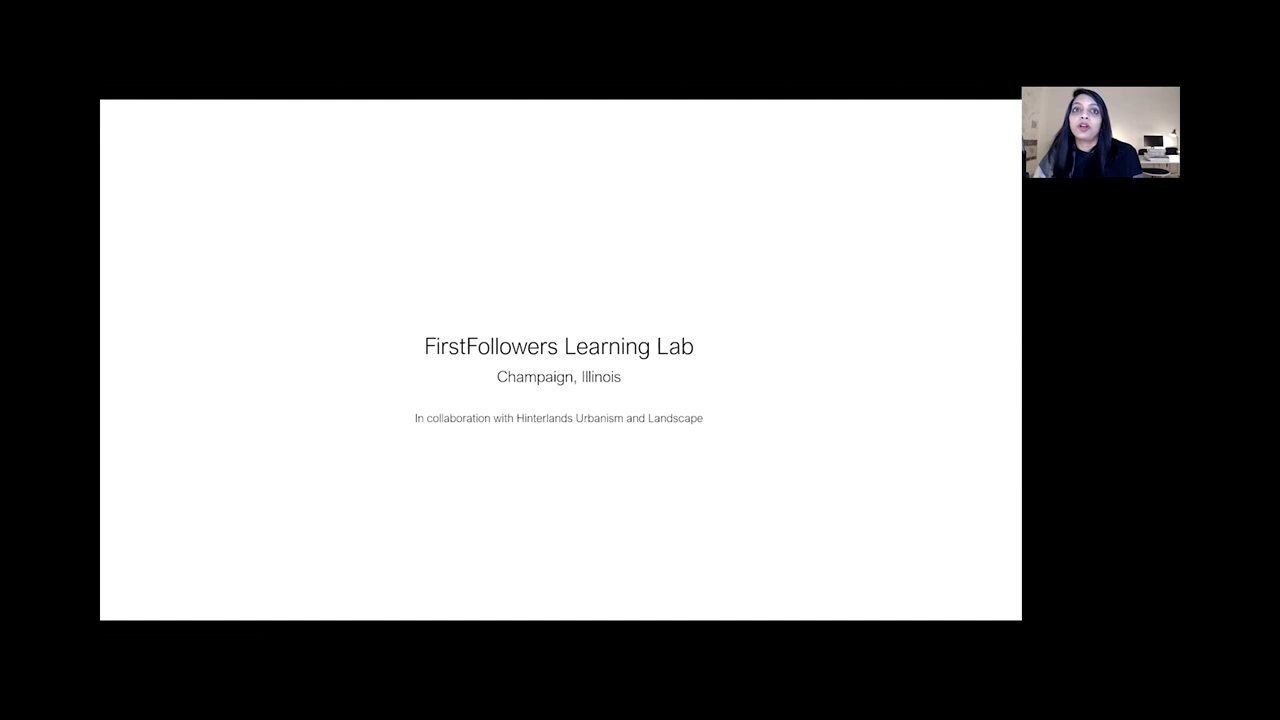 FirstFollowers Learning Lab
Champaign, Illinois
In collaboration with Hinterlands Urbanism and Landscape